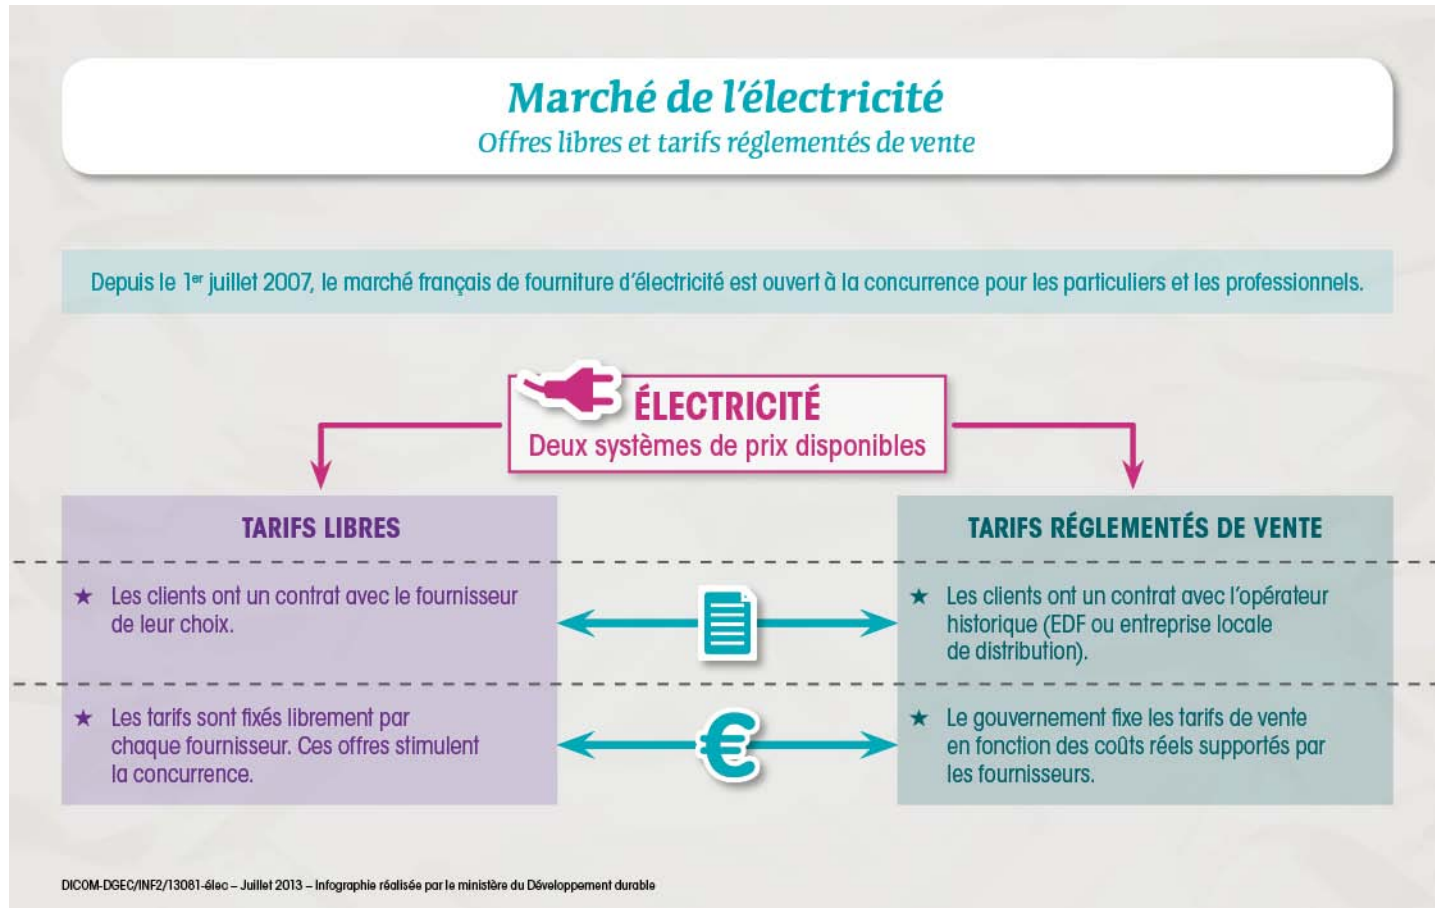 Marché de l'électricité
Offres libres et tarifs réglementés de vente
Depuis le 1er juillet 2007, le marché français de fourniture d'électricité est ouvert à la concurrence pour les particuliers et les professionnels.
ÉLECTRICITÉ
Deux systèmes de prix disponibles
TARIFS LIBRES
★ Les clients ont un contrat avec le fournisseur
de leur choix.
★ Les tarifs sont fixés librement par
chaque fournisseur. Ces offres stimulent
la concurrence.
€
TARIFS RÉGLEMENTÉS DE VENTE
★ Les clients ont un contrat avec l'opérateur
historique (EDF ou entreprise locale
de distribution).
★ Le gouvernement fixe les tarifs de vente
en fonction des coûts réels supportés par
les fournisseurs.
DICOM-DGEC/INF2/13081-élec – Juillet 2013 – Infographie réalisée par le ministère du Développement durable